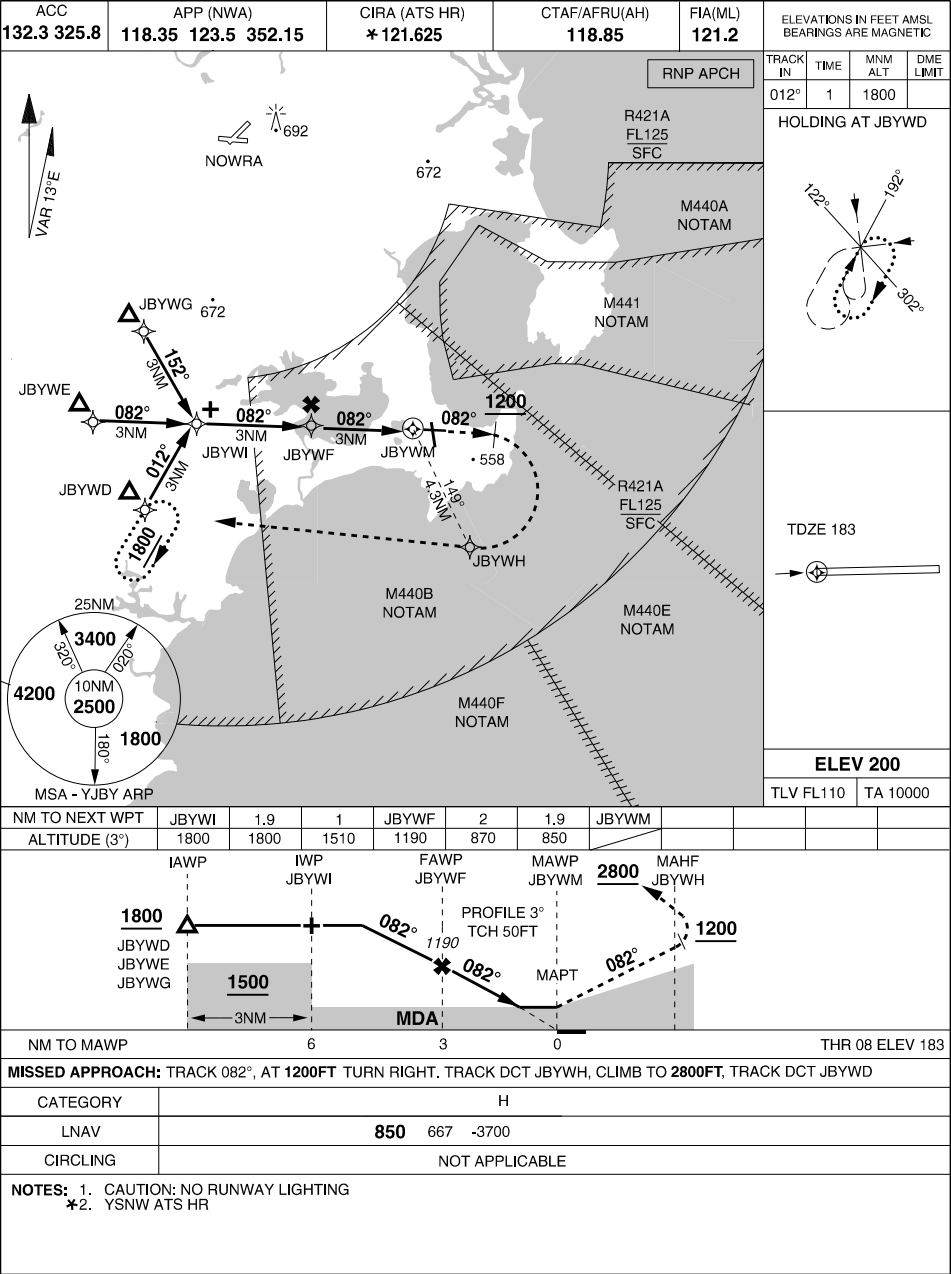 ACC
132.3 325.8
APP (NWA)
118.35 123.5 352.15
CIRA (ATS HR)
*121.625
CTAF/AFRU(AH)
118.85
FIA(ML)
121.2
ELEVATIONS IN FEET AMSL
BEARINGS ARE MAGNETIC
RNP APCH
TRACK IN
TIME
MNM ALT
DME LIMIT
012°
1
1800
HOLDING AT JBYWD
122°
192°
302°
VAR 13°E
692
NOWRA
672
R421A
FL125
SFC
M440A
NOTAM
M441
NOTAM
JBYWG
672
152°
3NM
JBYWE
082°
3NM
JBYWI
082°
3NM
JBYWF
082°
3NM
JBYWM
082°
1200
558
JBYWD
012°
3NM
1800
149°
4.3NM
JBYWH
R421A
FL125
SFC
M440B
NOTAM
M440E
NOTAM
M440F
NOTAM
TDZE 183
25NM
3400
320°
020°
4200
10NM
2500
1800
180°
MSA - YJBY ARP
ELEV 200
TLV FL110
TA 10000
NM TO NEXT WPT JBYWI 1.9 1 JBYWF 2 1.9 JBYWM
ALTITUDE (3°) 1800 1800 1510 1190 870 850
IAWP
IWP
JBYWI
FAWP
JBYWF
MAWP
JBYWM
2800
MAHF
JBYWH
1800
JBYWD
JBYWE
JBYWG
082°
1190
PROFILE 3°
TCH 50FT
082°
MAPT
082°
1200
1500
3NM
MDA
NM TO MAWP 6 3 0 THR 08 ELEV 183
MISSED APPROACH: TRACK 082°, AT 1200FT TURN RIGHT. TRACK DCT JBYWH, CLIMB TO 2800FT, TRACK DCT JBYWD
CATEGORY H
LNAV 850 667 -3700
CIRCLING NOT APPLICABLE
NOTES: 1. CAUTION: NO RUNWAY LIGHTING
*2. YSNW ATS HR